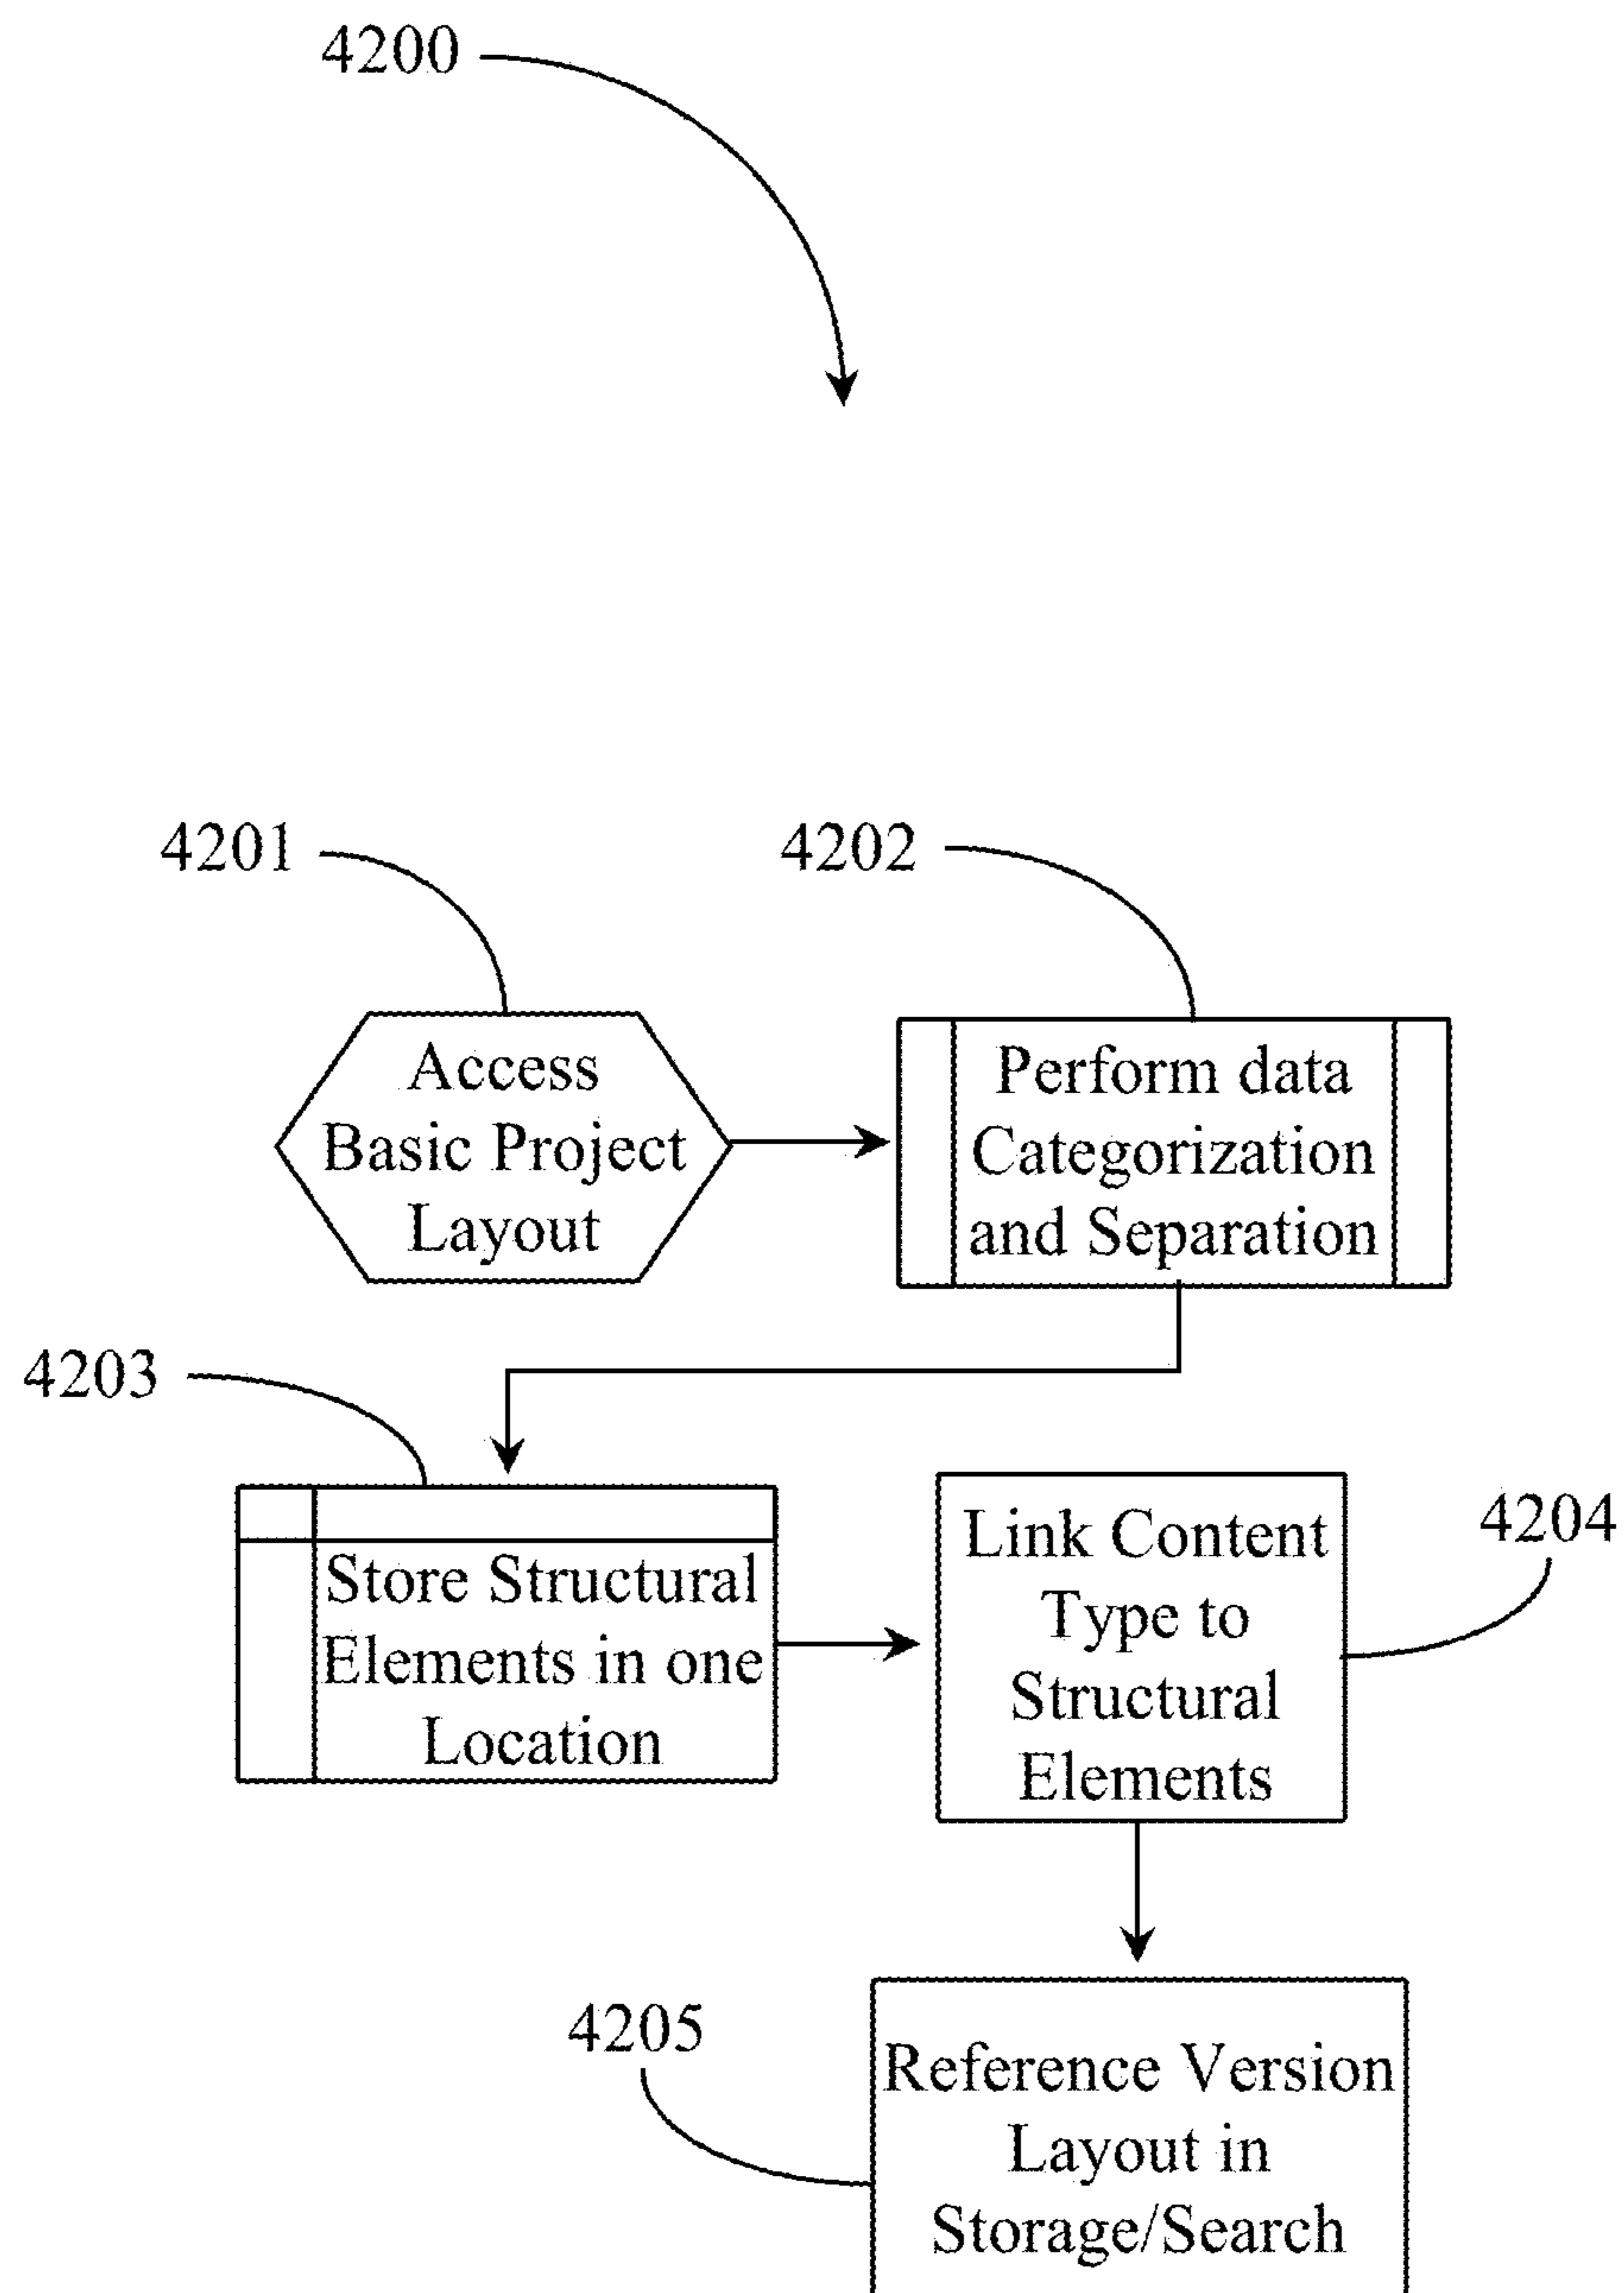 4200
4201
4202
Access
Basic Project
Layout
Perform data
Categorization
and Separation
4203
Store Structural
Elements in one
Location
Link Content
Type to
Structural
Elements
4204
4205
Reference Version
Layout in
Storage/Search